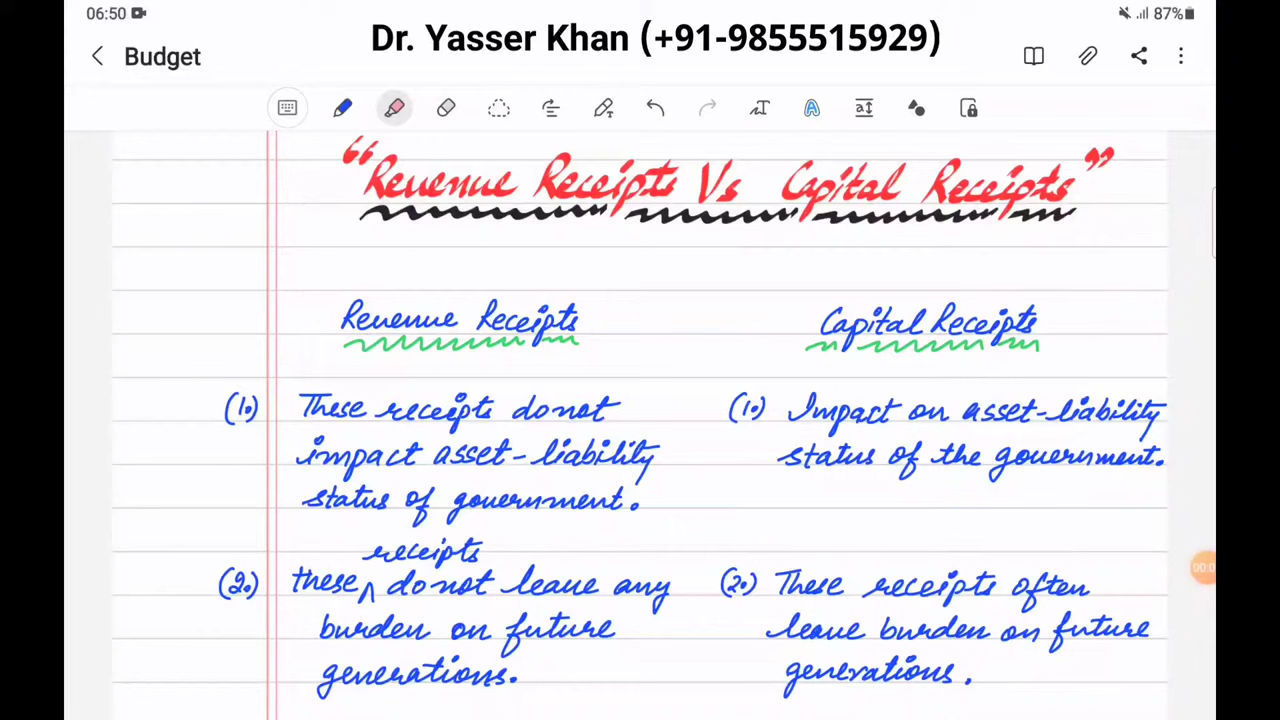 06:50
87%
Dr. Yasser Khan (+91-9855515929)
Budget
"Revenue Receipts Vs Capital Receipts"
Revenue Receipts
Capital Receipts
(1.) These receipts do not
impact asset-liability
status of government.
(1.) Impact on asset-liability
status of the government.
receipts
(2.) these ^ do not leave any
burden on future
generations.
(2.) These receipts often
leave burden on future
generations.
00:0